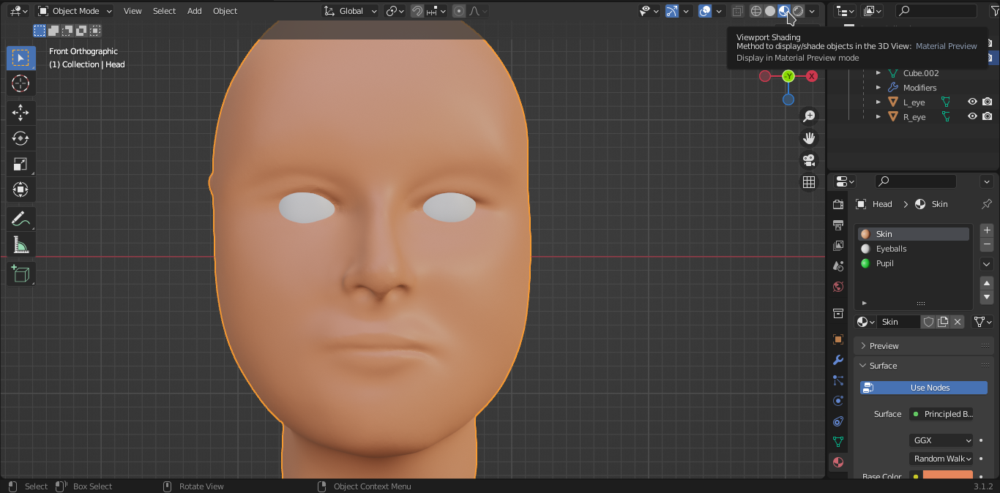 Object Mode
View
Select
Add
Object
Global
Front Orthographic
(1) Collection | Head
Viewport Shading
Method to display/shade objects in the 3D View: Material Preview
Display in Material Preview mode
-Y
X
Cube.002
Modifiers
L_eye
R_eye
Head
Skin
Skin
Eyeballs
Pupil
Skin
Preview
Surface
Use Nodes
Surface
Principled B...
GGX
Random Walk
Base Color
Select
Box Select
Rotate View
Object Context Menu
3.1.2